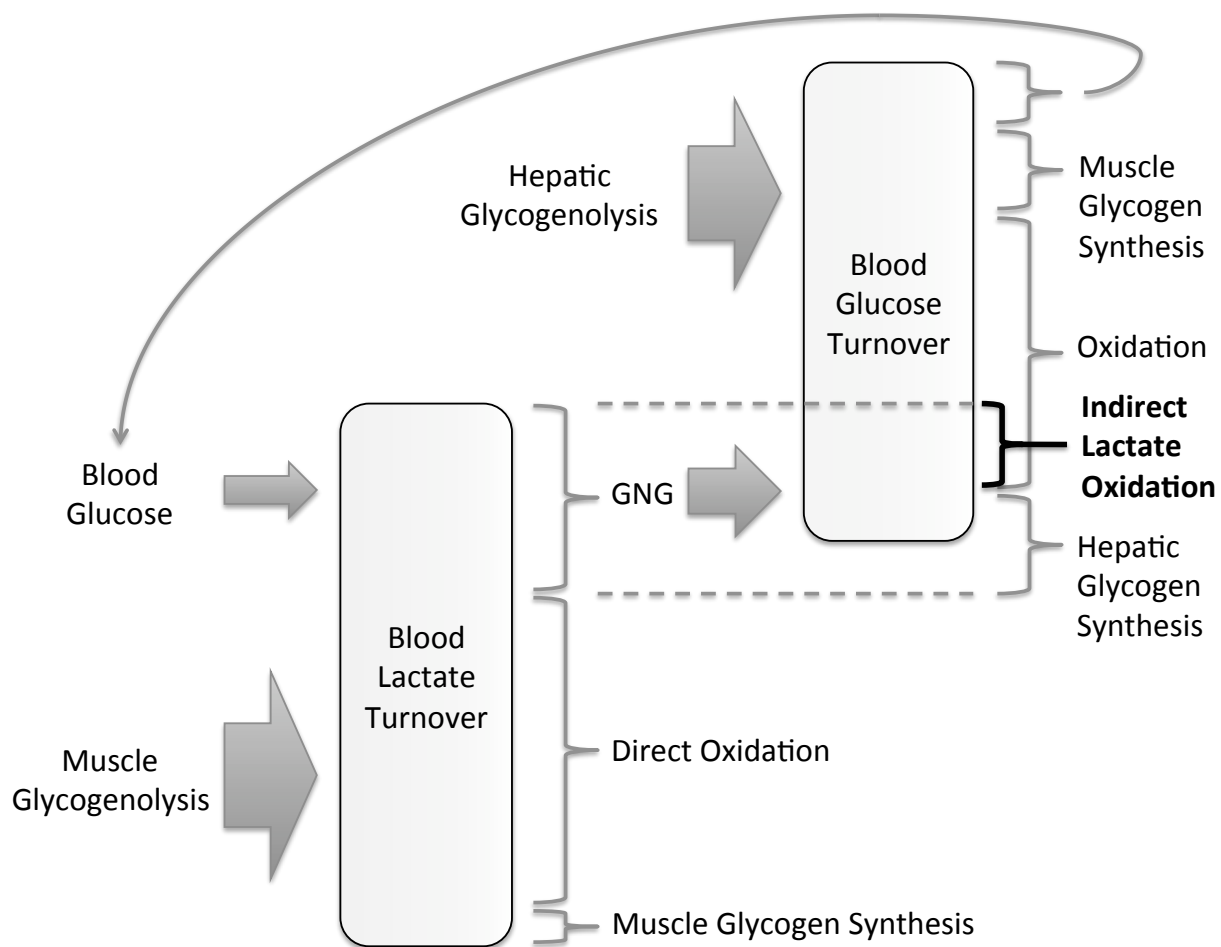 Hepatic
Glycogenolysis
Blood
Glucose
Turnover
Muscle
Glycogen
Synthesis
Oxidation
Indirect
Lactate
Oxidation
Hepatic
Glycogen
Synthesis
Blood
Glucose
GNG
Blood
Lactate
Turnover
Muscle
Glycogenolysis
Direct Oxidation
Muscle Glycogen Synthesis